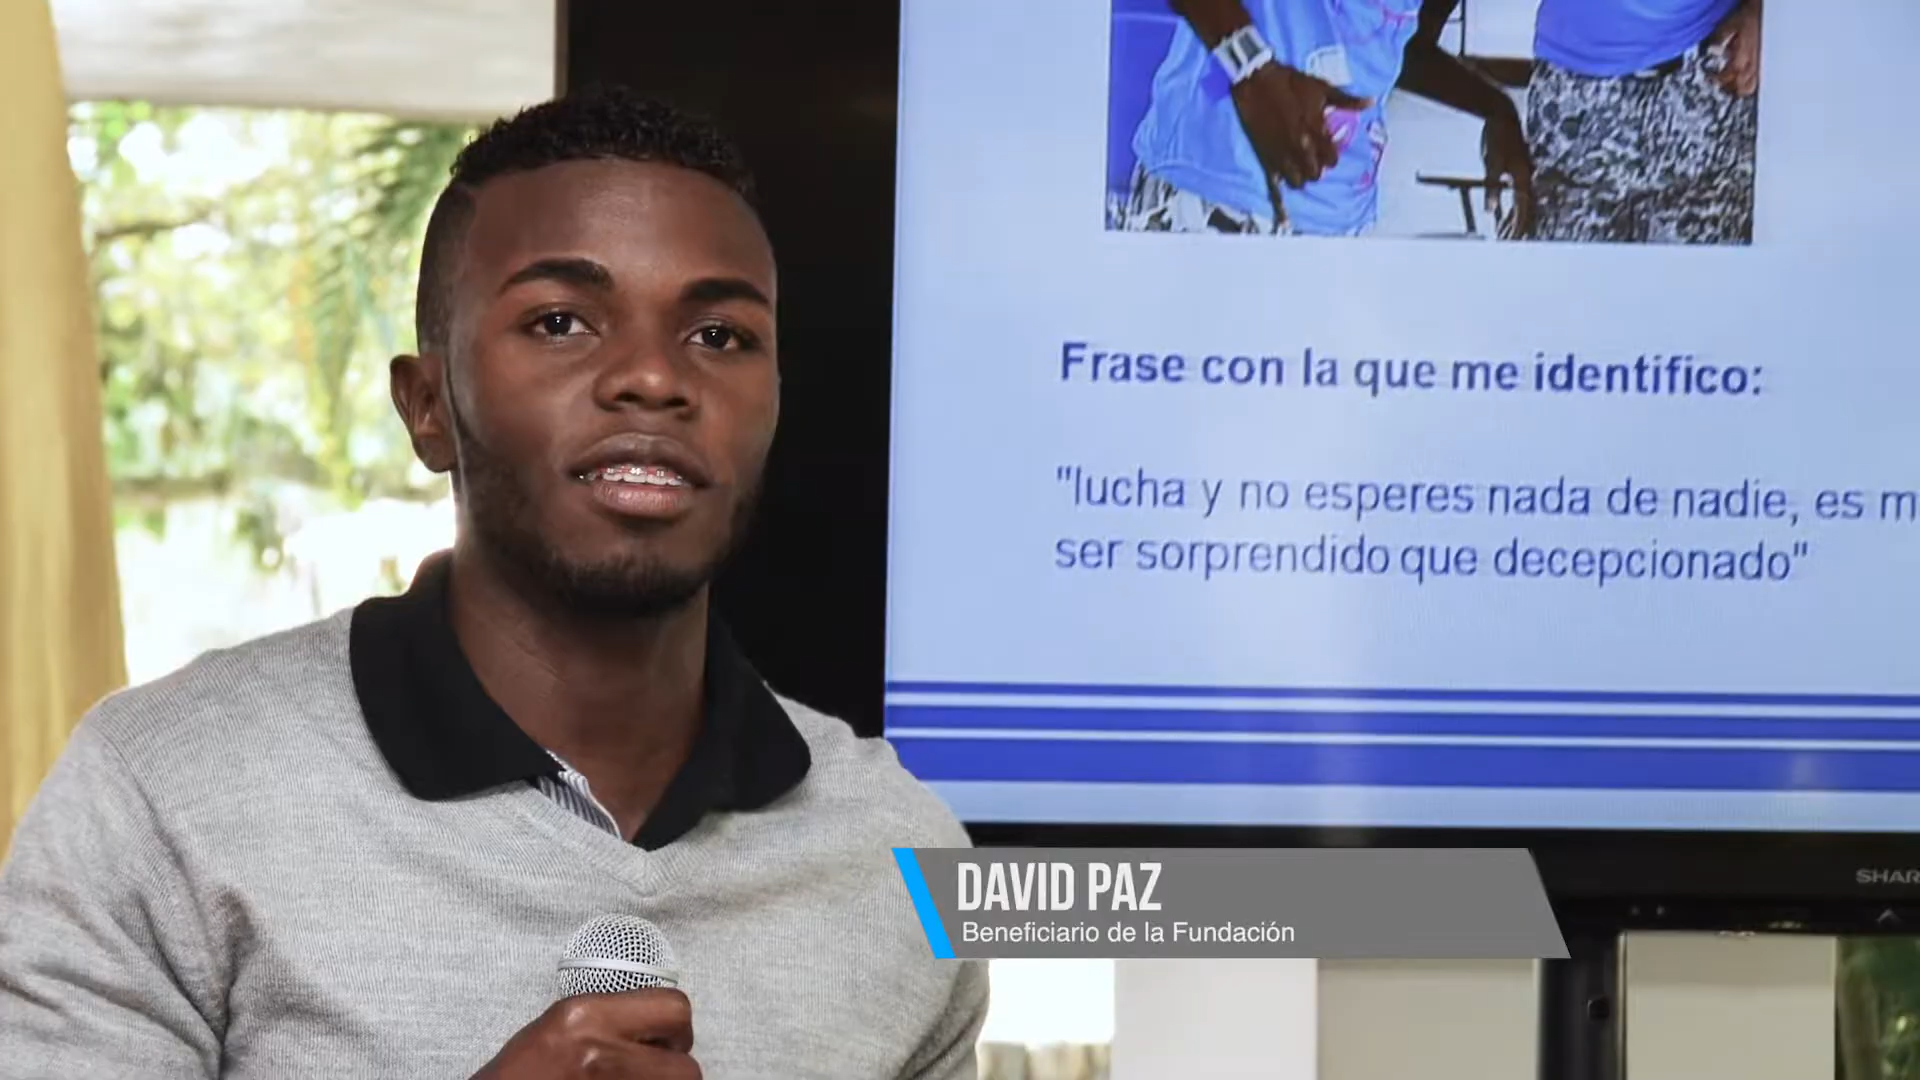 Frase con la que me identifico:
"lucha y no esperes nada de nadie, es m
ser sorprendido que decepcionado"
DAVID PAZ
Beneficiario de la Fundación
SHAR